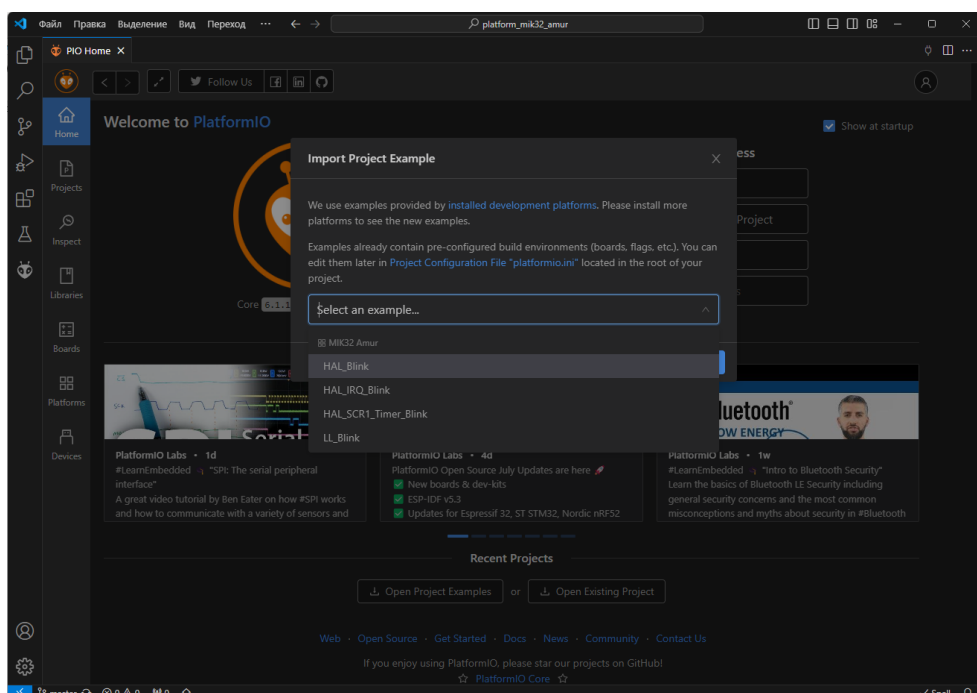 Файл Правка Выделение Вид Переход ··· platform_mik32_amur
PIO Home
Follow Us
Home
Welcome to PlatformIO
Show at startup
Projects
Inspect
Libraries
Boards
Platforms
Devices
Import Project Example
ess
We use examples provided by installed development platforms. Please install more
platforms to see the new examples.
Project
Examples already contain pre-configured build environments (boards, flags, etc.). You can
edit them later in Project Configuration File "platformio.ini" located in the root of your
project.
Core 6.1.1
Select an example...
MIK32 Amur
HAL_Blink
HAL_IRQ_Blink
HAL_SCR1_Timer_Blink
LL_Blink
luetooth
OW ENERGY
PlatformIO Labs • 1d
#LearnEmbedded "SPI: The serial peripheral
interface"
A great video tutorial by Ben Eater on how #SPI works
and how to communicate with a variety of sensors and
PlatformIO Labs • 4d
PlatformIO Open Source July Updates are here
New boards & dev-kits
ESP-IDF v5.3
Updates for Espressif 32, ST STM32, Nordic nRF52
PlatformIO Labs • 1w
#LearnEmbedded "Intro to Bluetooth Security"
Learn the basics of Bluetooth LE Security including
general security concerns and the most common
misconceptions and myths about security in #Bluetooth
Recent Projects
Open Project Examples or Open Existing Project
Web · Open Source · Get Started · Docs · News · Community · Contact Us
If you enjoy using PlatformIO, please star our projects on GitHub!
PlatformIO Core